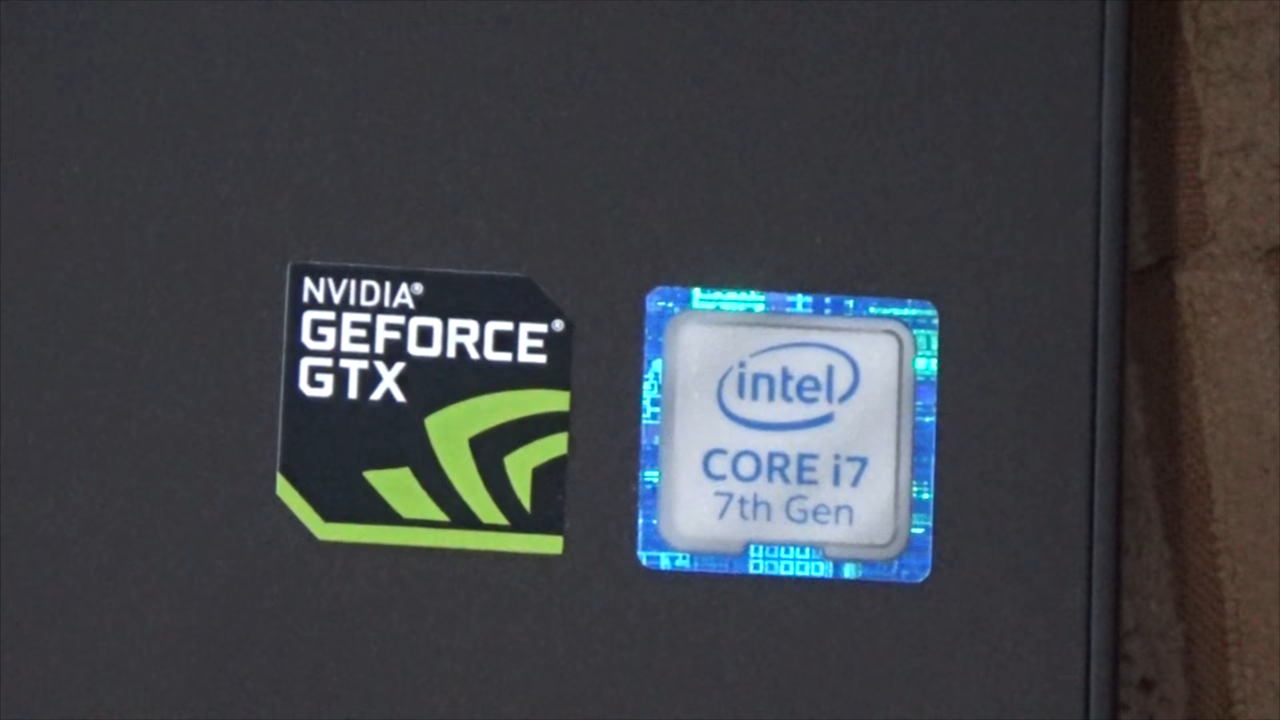 NVIDIA®
GEFORCE®
GTX
intel
CORE i7
7th Gen